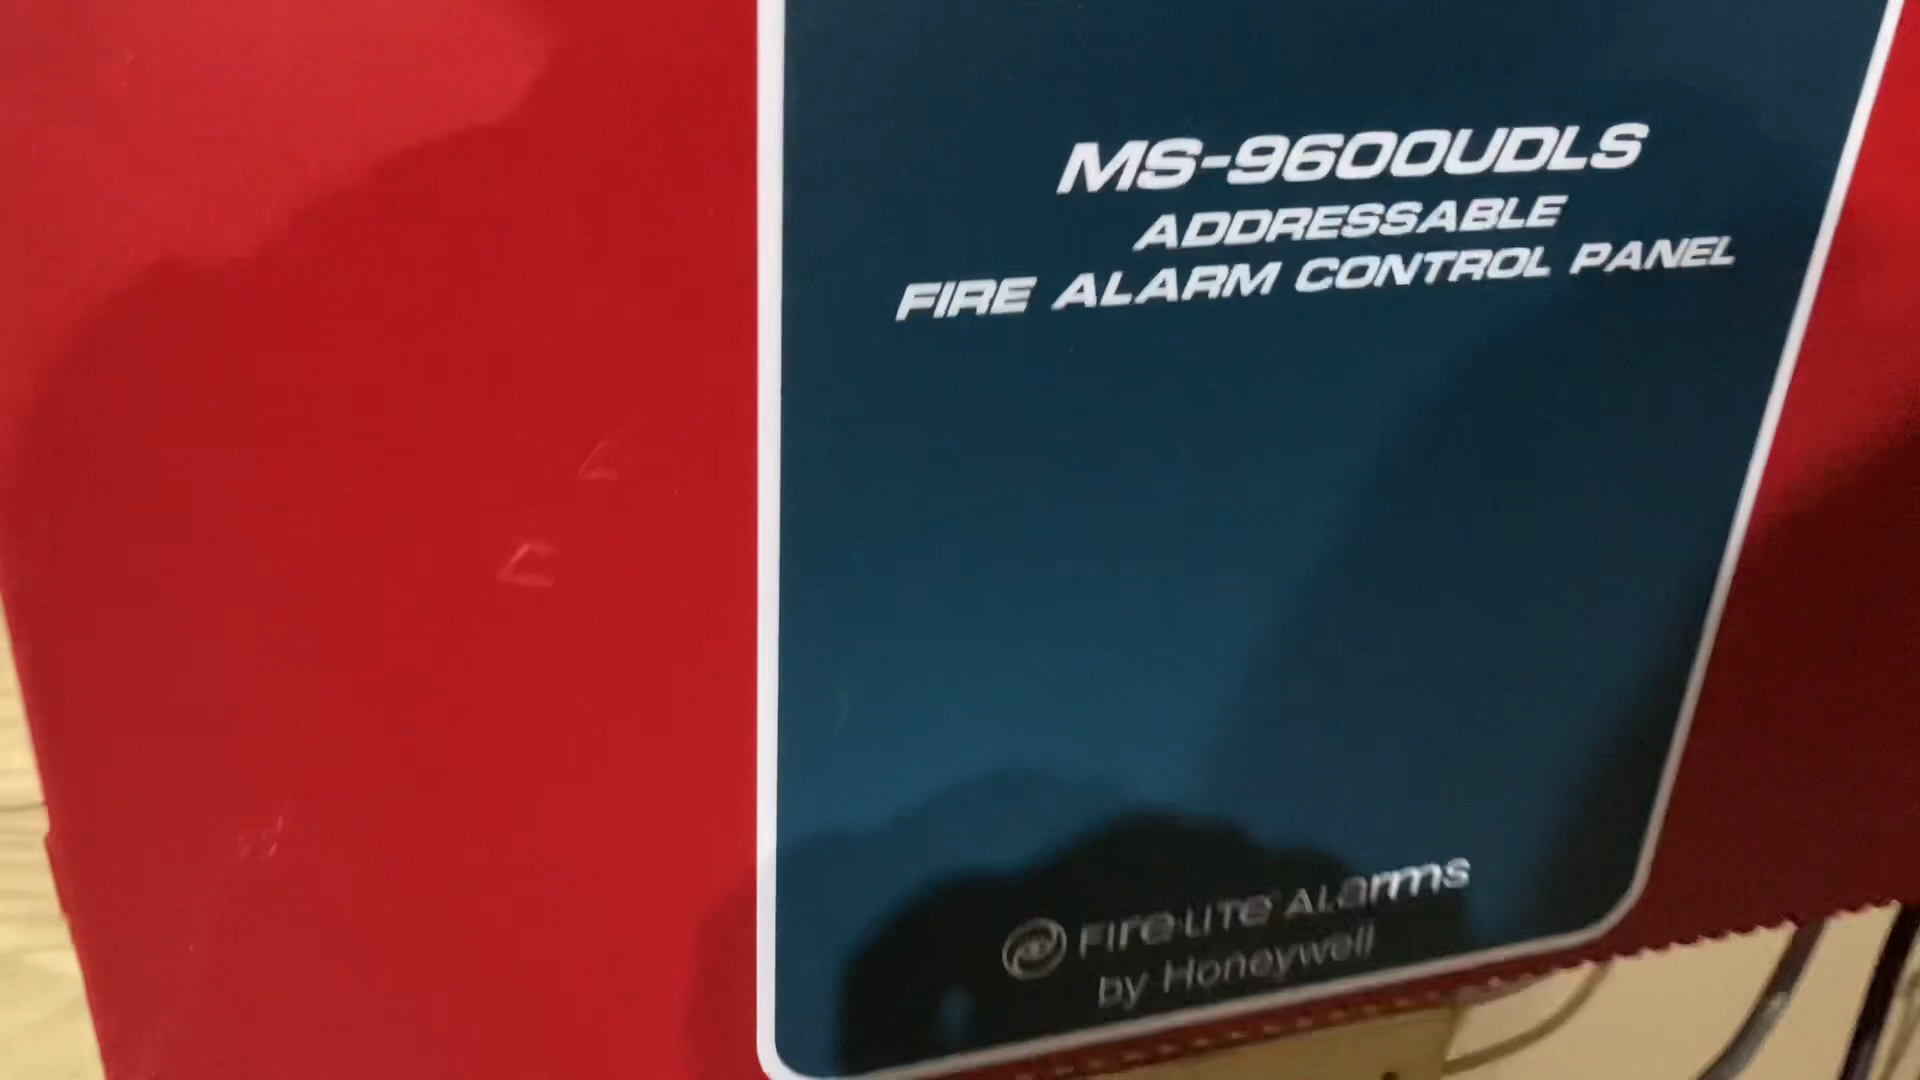 MS-9600UDLS
ADDRESSABLE
FIRE ALARM CONTROL PANEL
Fire·Lite Alarms
by Honeywell